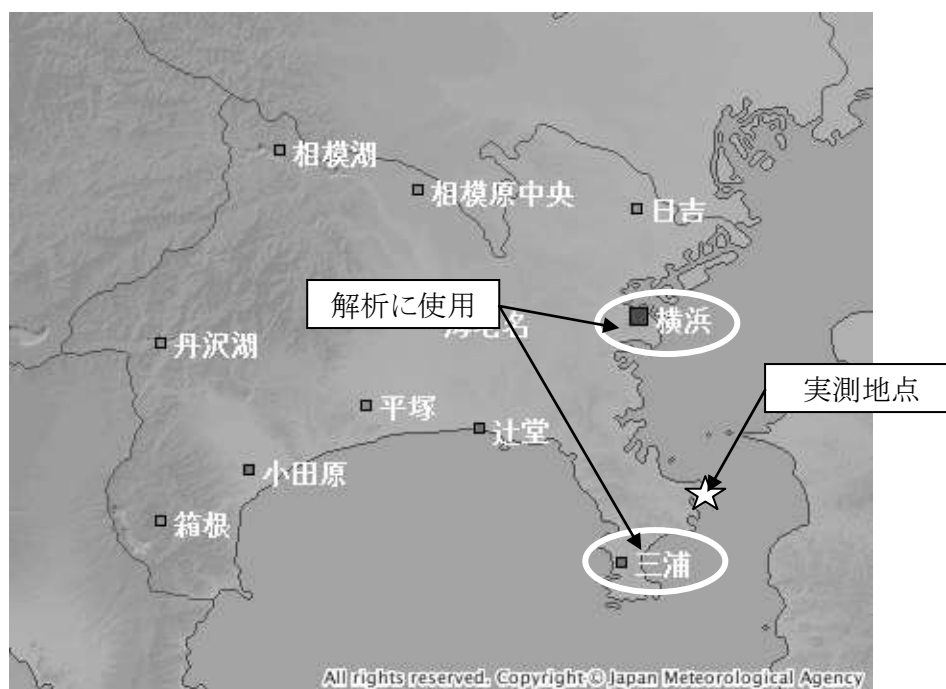 相模湖
相模原中央
日吉
解析に使用
横浜
丹沢湖
実測地点
平塚
辻堂
小田原
箱根
三浦
All rights reserved. Copyright © Japan Meteorological Agency